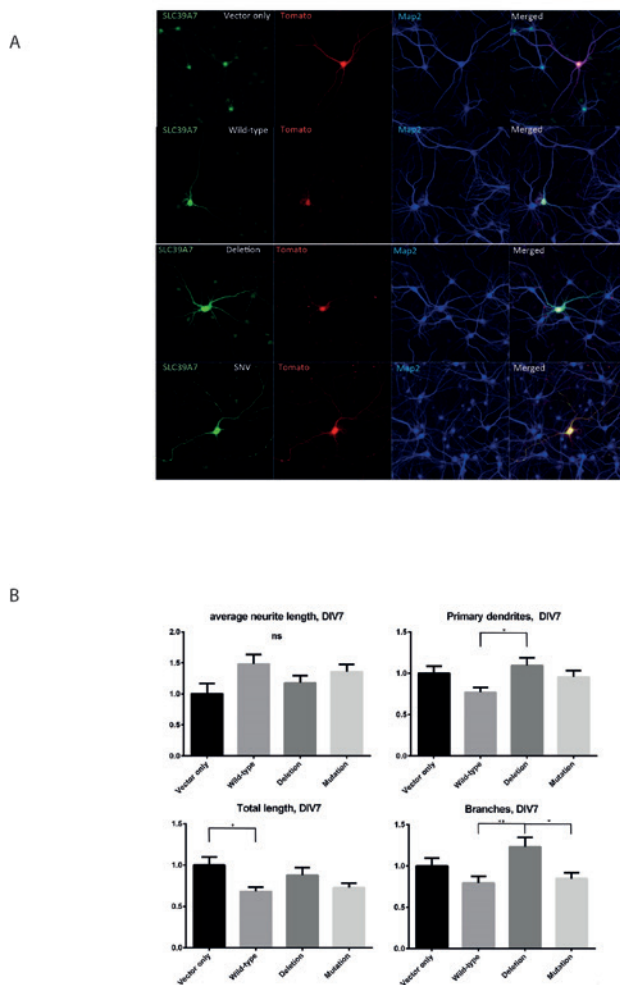 A
SLC39A7 Vector only Tomato Map2 Merged
SLC39A7 Wild-type Tomato Map2 Merged
SLC39A7 Deletion Tomato Map2 Merged
SLC39A7 SNV Tomato Map2 Merged
B
average neurite length, DIV7
ns
2.0
1.5
1.0
0.5
0.0
Vector only Wild-type Deletion Mutation
Primary dendrites, DIV7
*
1.5
1.0
0.5
0.0
Vector only Wild-type Deletion Mutation
Total length, DIV7
*
1.5
1.0
0.5
0.0
Vector only Wild-type Deletion Mutation
Branches, DIV7
** *
1.5
1.0
0.5
0.0
Vector only Wild-type Deletion Mutation